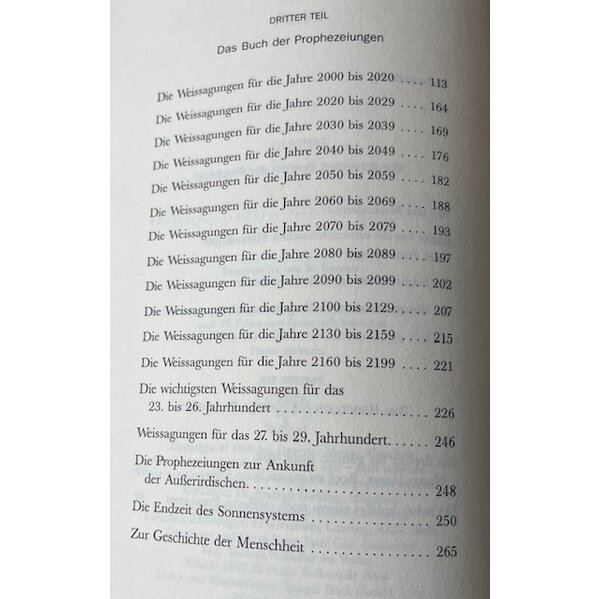 DRITTER TEIL
Das Buch der Prophezeiungen
Die Weissagungen für die Jahre 2000 bis 2020 .... 113
Die Weissagungen für die Jahre 2020 bis 2029 .... 164
Die Weissagungen für die Jahre 2030 bis 2039 .... 169
Die Weissagungen für die Jahre 2040 bis 2049 .... 176
Die Weissagungen für die Jahre 2050 bis 2059 .... 182
Die Weissagungen für die Jahre 2060 bis 2069 .... 188
Die Weissagungen für die Jahre 2070 bis 2079 .... 193
Die Weissagungen für die Jahre 2080 bis 2089 .... 197
Die Weissagungen für die Jahre 2090 bis 2099 .... 202
Die Weissagungen für die Jahre 2100 bis 2129..... 207
Die Weissagungen für die Jahre 2130 bis 2159 .... 215
Die Weissagungen für die Jahre 2160 bis 2199 .... 221
Die wichtigsten Weissagungen für das
23. bis 26. Jahrhundert ....................... 226
Weissagungen für das 27. bis 29. Jahrhundert...... 246
Die Prophezeiungen zur Ankunft
der Außerirdischen............................ 248
Die Endzeit des Sonnensystems .................. 250
Zur Geschichte der Menschheit .................. 265